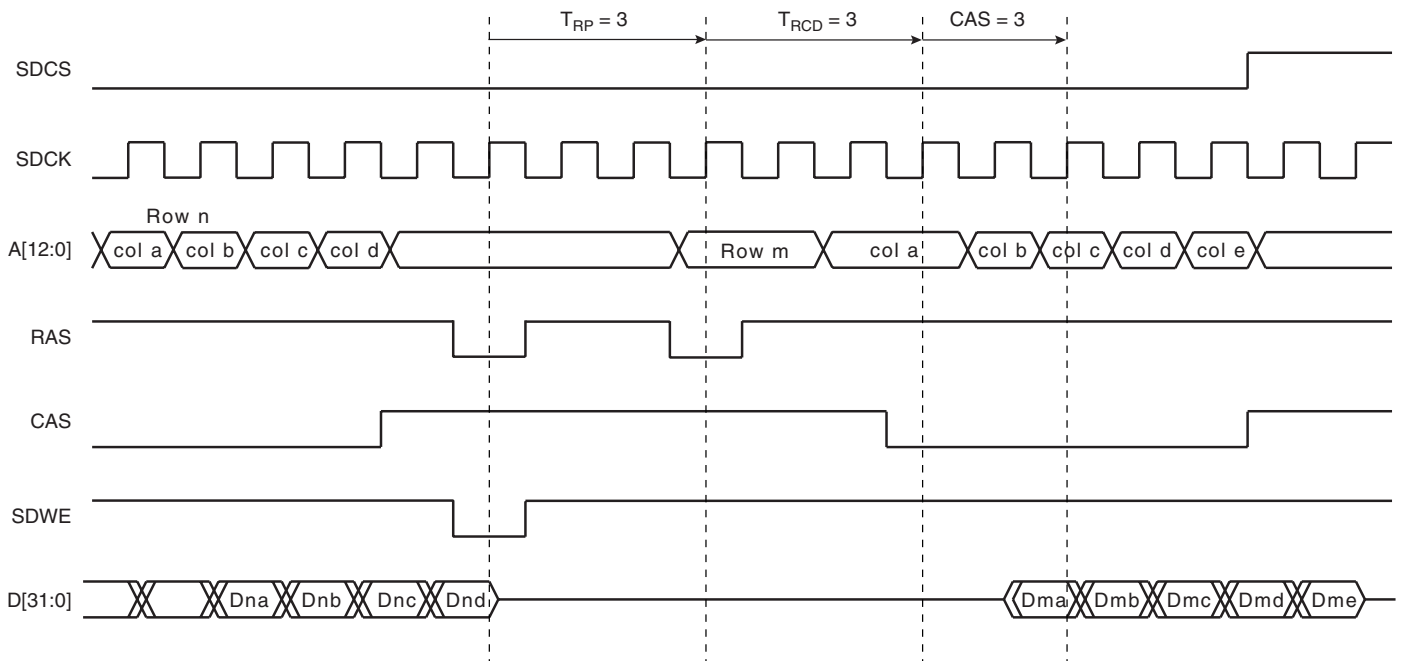 T_RP = 3 T_RCD = 3 CAS = 3
SDCS
SDCK
Row n
A[12:0] col a col b col c col d Row m col a col b col c col d col e
RAS
CAS
SDWE
D[31:0] Dna Dnb Dnc Dnd Dma Dmb Dmc Dmd Dme